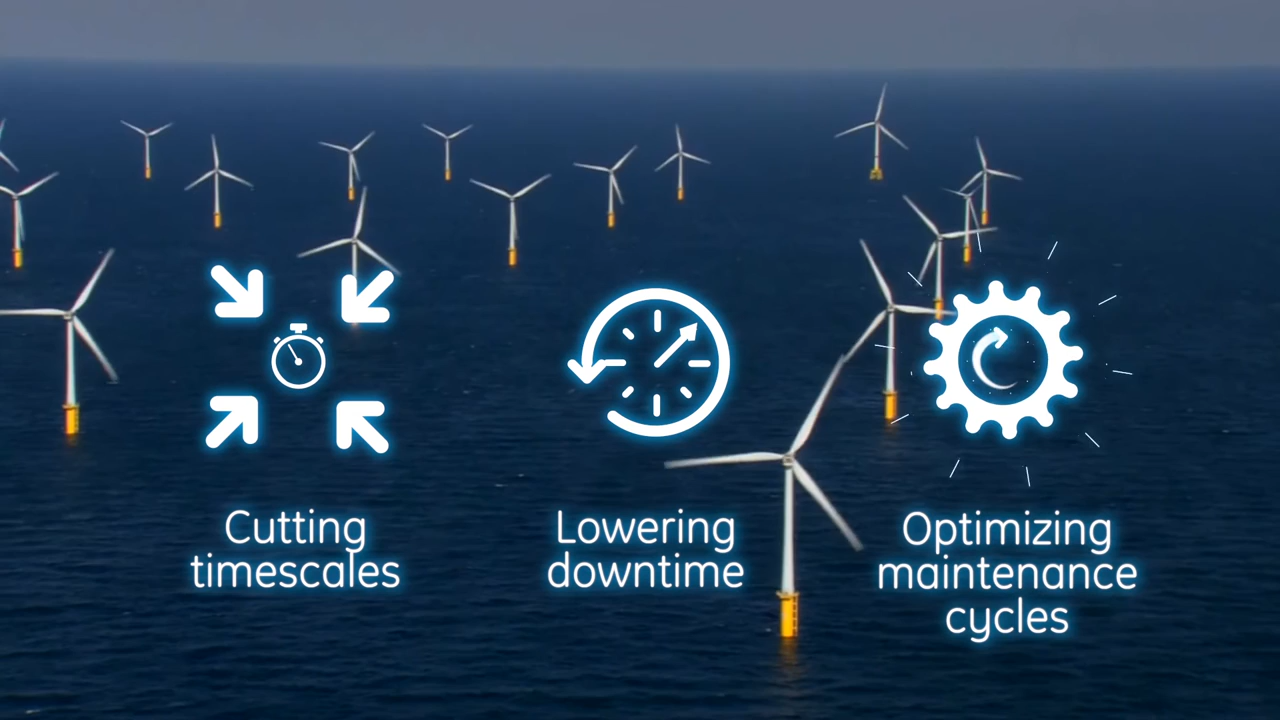 Cutting
timescales
Lowering
downtime
Optimizing
maintenance
cycles